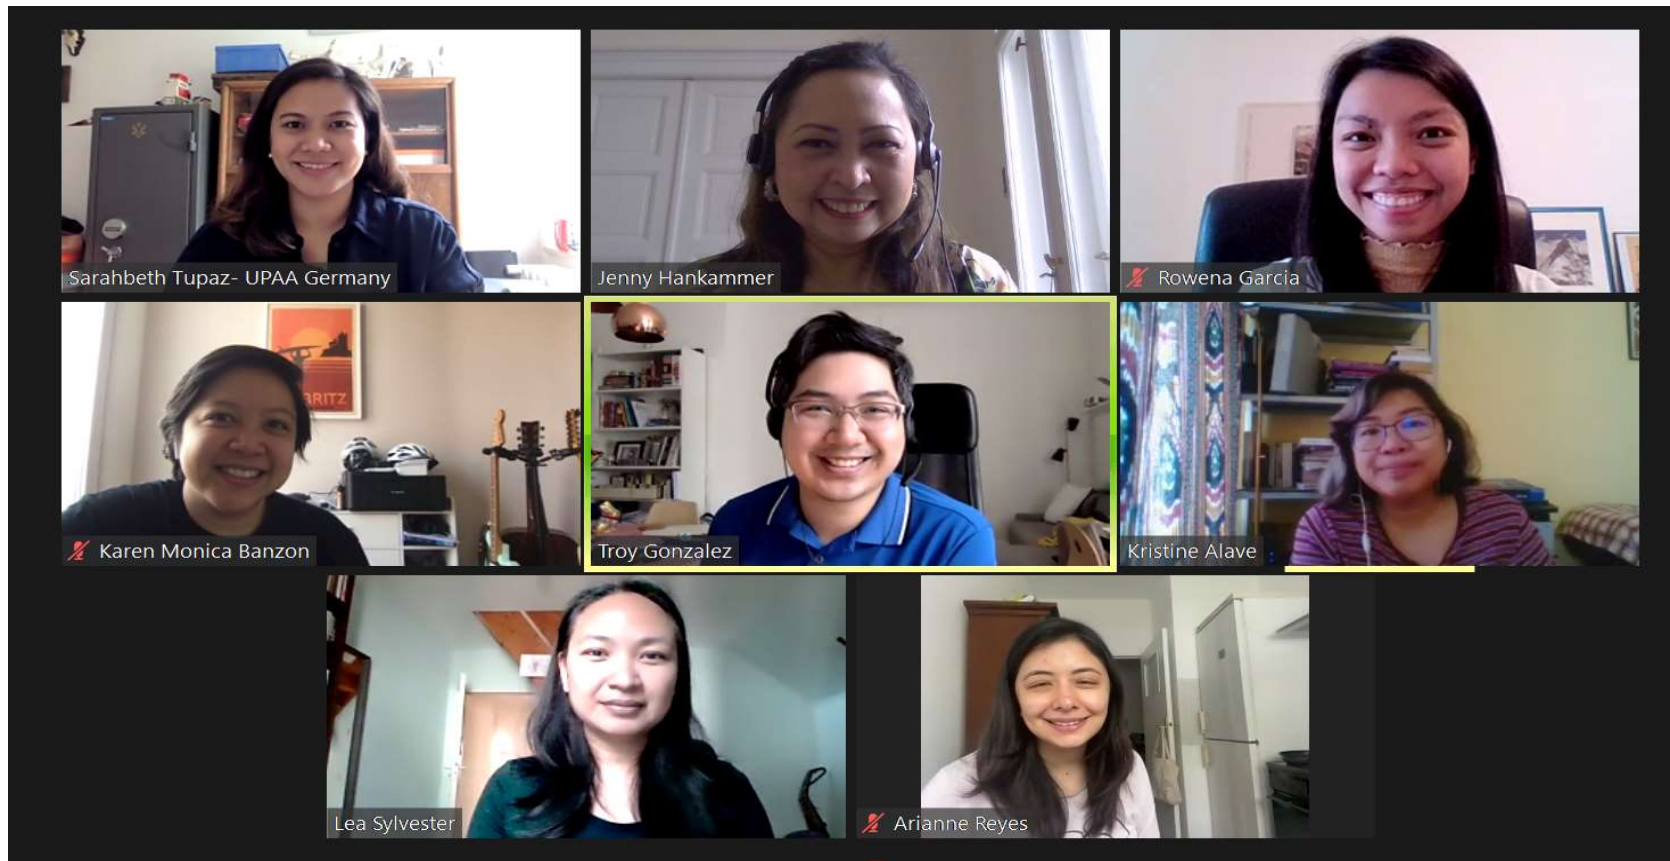 Sarahbeth Tupaz- UPAA Germany
Jenny Hankammer
Rowena Garcia
BRITZ
Karen Monica Banzon
Troy Gonzalez
Kristine Alave
Lea Sylvester
Arianne Reyes